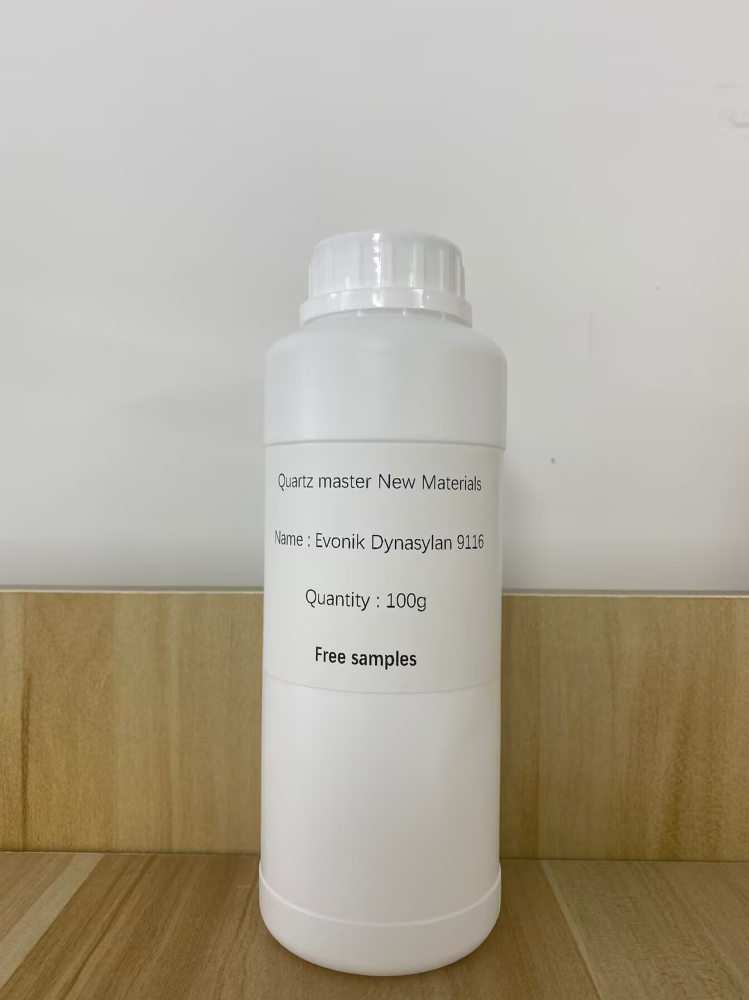 Quartz master New Materials
Name : Evonik Dynasylan 9116
Quantity : 100g
Free samples